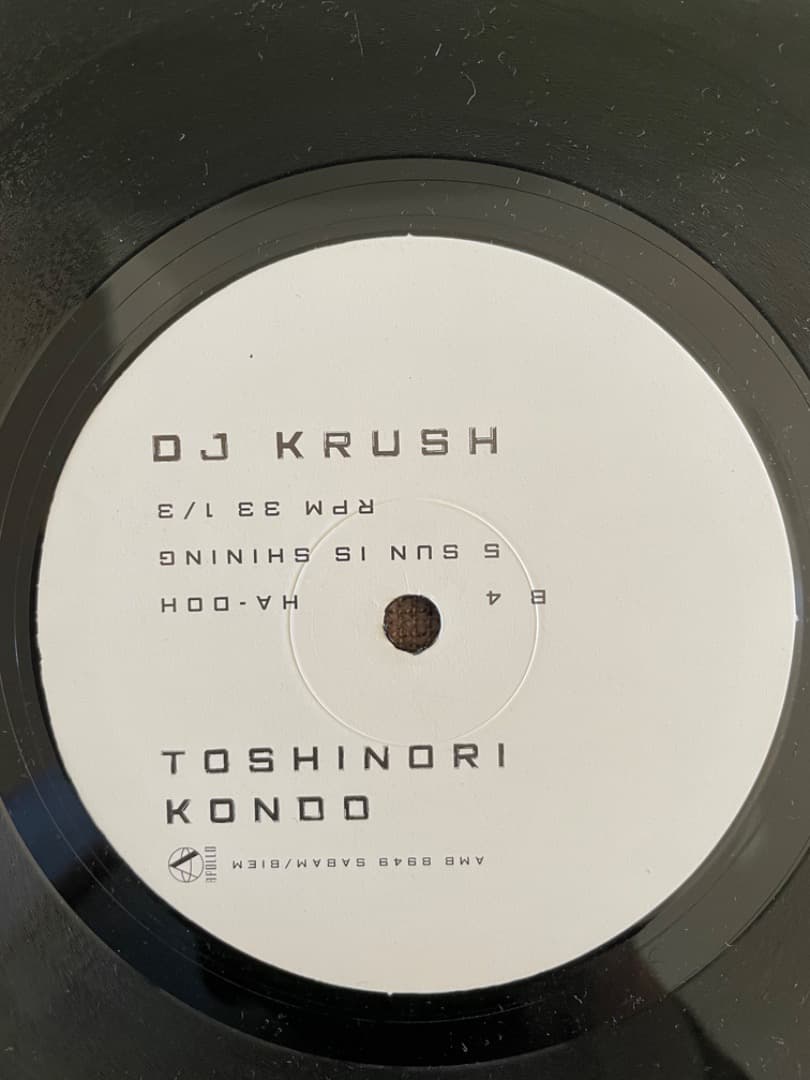 DJ KRUSH
RPM 33 1/3
5 SUN IS SHINING
B 4 HA-DOH
TOSHINORI
KONDO
APOLLO
AMB 8949 SABAM/BIEM